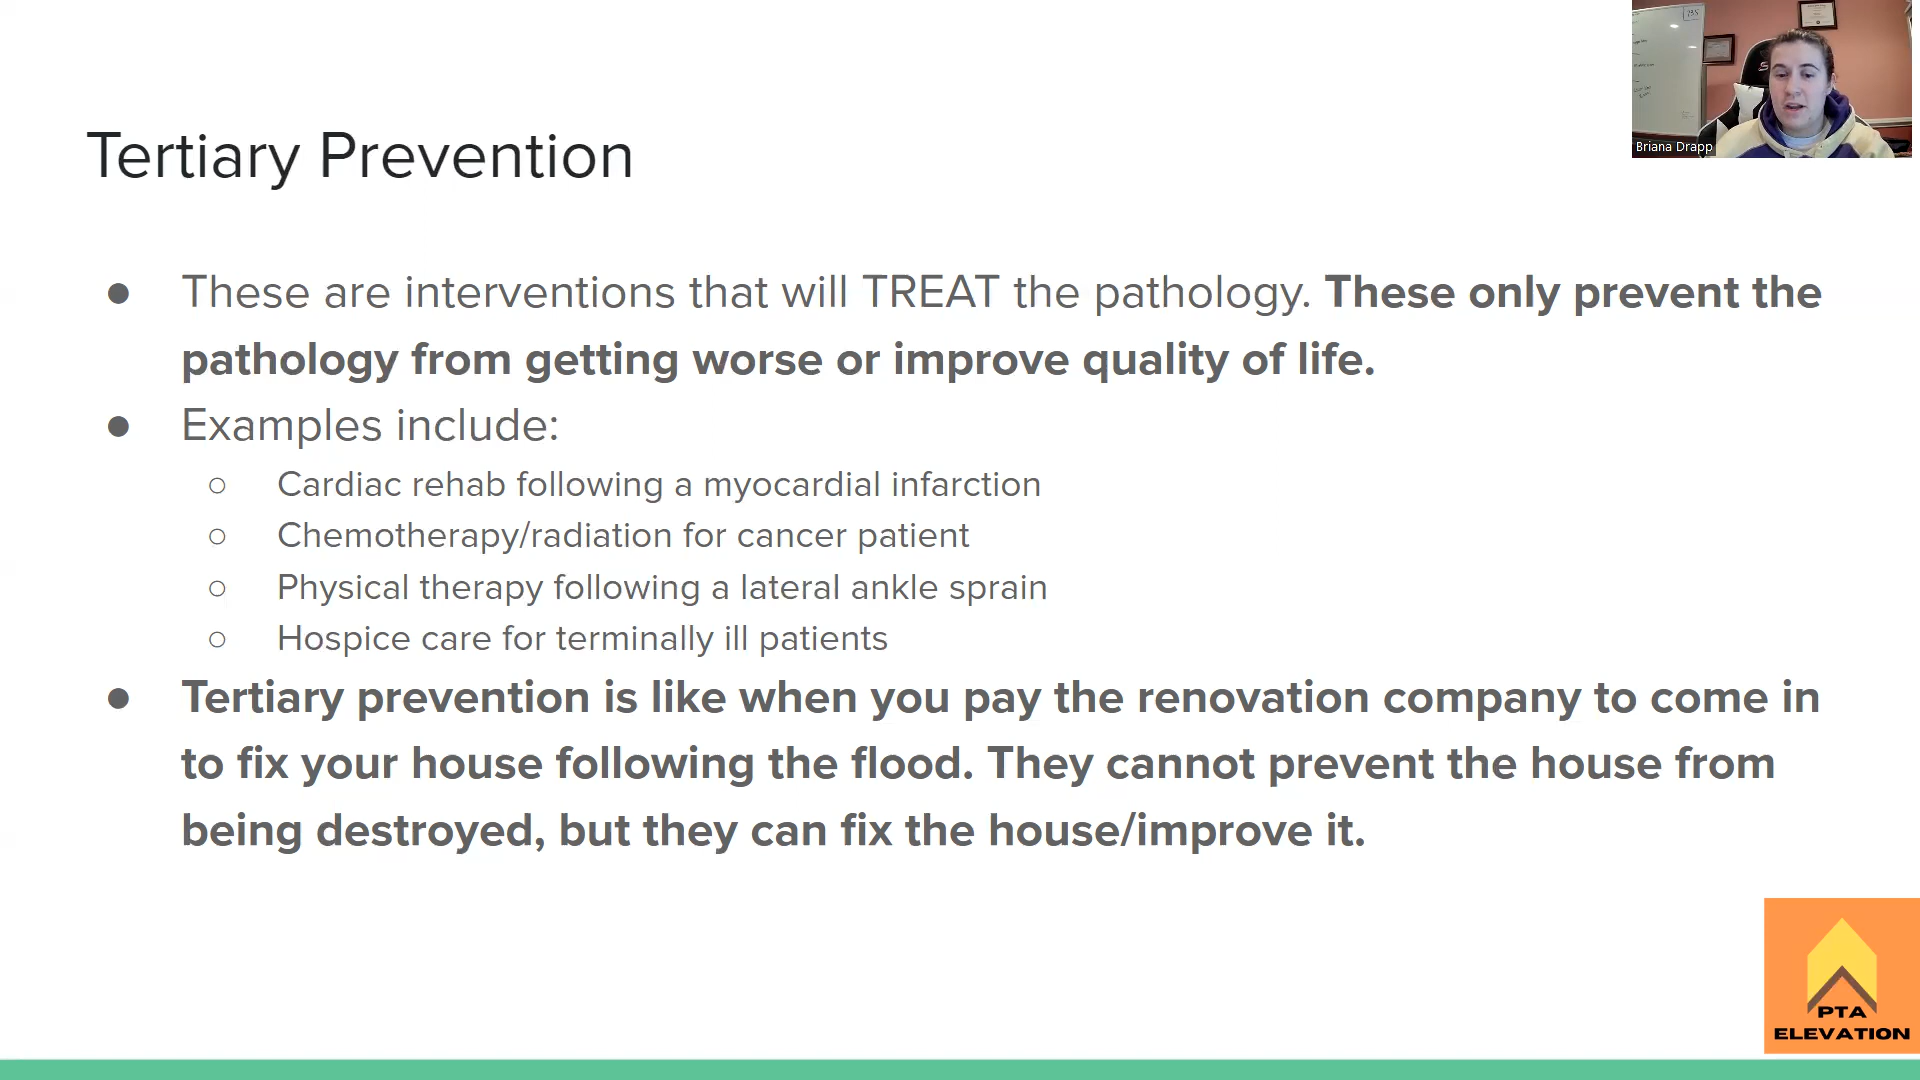 Tertiary Prevention
● These are interventions that will TREAT the pathology. These only prevent the
pathology from getting worse or improve quality of life.
● Examples include:
○ Cardiac rehab following a myocardial infarction
○ Chemotherapy/radiation for cancer patient
○ Physical therapy following a lateral ankle sprain
○ Hospice care for terminally ill patients
● Tertiary prevention is like when you pay the renovation company to come in
to fix your house following the flood. They cannot prevent the house from
being destroyed, but they can fix the house/improve it.
Briana Drapp
PTA
ELEVATION